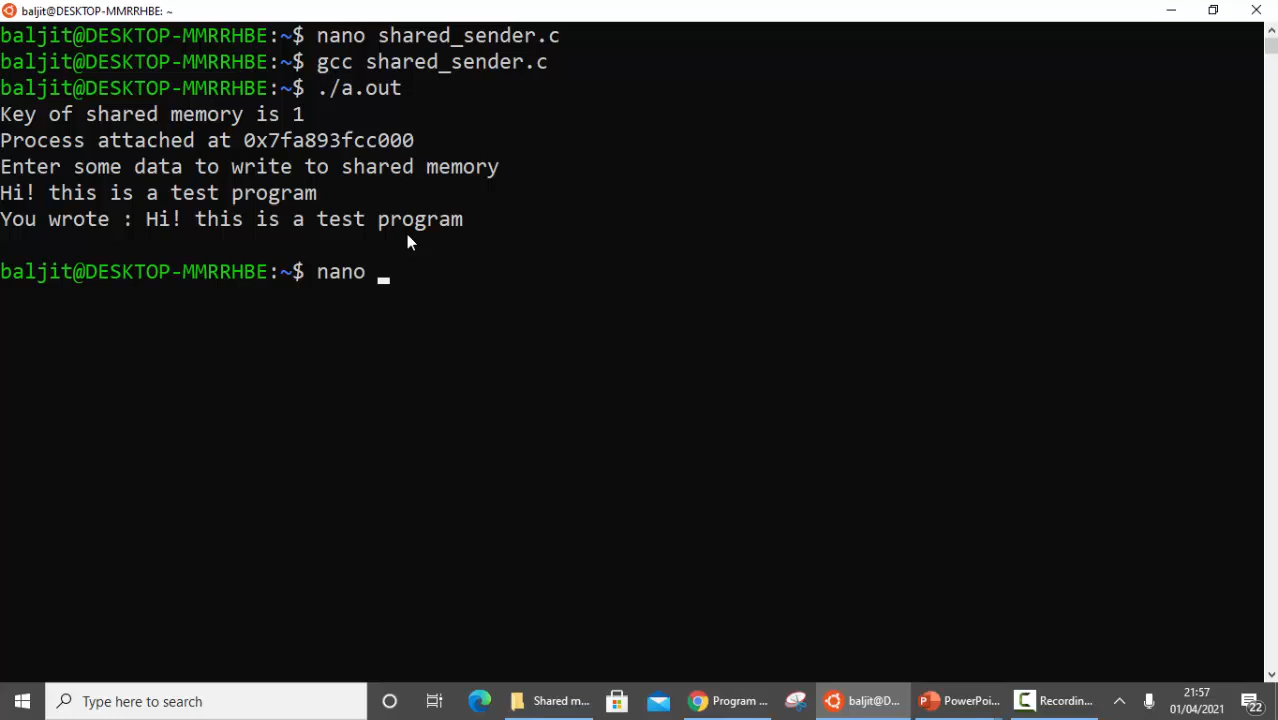 baljit@DESKTOP-MMRRHBE: ~
baljit@DESKTOP-MMRRHBE:~$ nano shared_sender.c
baljit@DESKTOP-MMRRHBE:~$ gcc shared_sender.c
baljit@DESKTOP-MMRRHBE:~$ ./a.out
Key of shared memory is 1
Process attached at 0x7fa893fcc000
Enter some data to write to shared memory
Hi! this is a test program
You wrote : Hi! this is a test program
baljit@DESKTOP-MMRRHBE:~$ nano _
Type here to search
Shared m...
Program ...
baljit@D...
PowerPoi...
Recordin...
21:57
01/04/2021
22